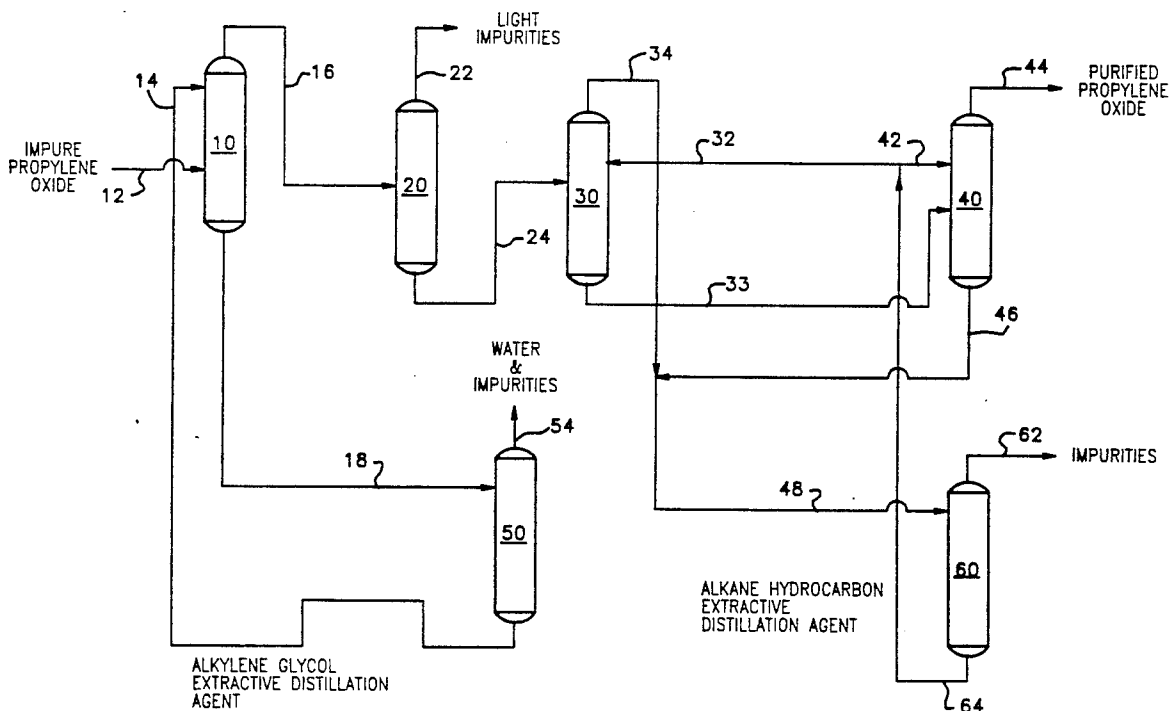 LIGHT
IMPURITIES
14
16
22
34
44
PURIFIED
PROPYLENE
OXIDE
10
IMPURE
PROPYLENE
OXIDE
12
20
30
32
42
40
24
33
46
WATER
&
IMPURITIES
54
62
IMPURITIES
18
48
50
60
ALKANE HYDROCARBON
EXTRACTIVE
DISTILLATION AGENT
ALKYLENE GLYCOL
EXTRACTIVE DISTILLATION
AGENT
64